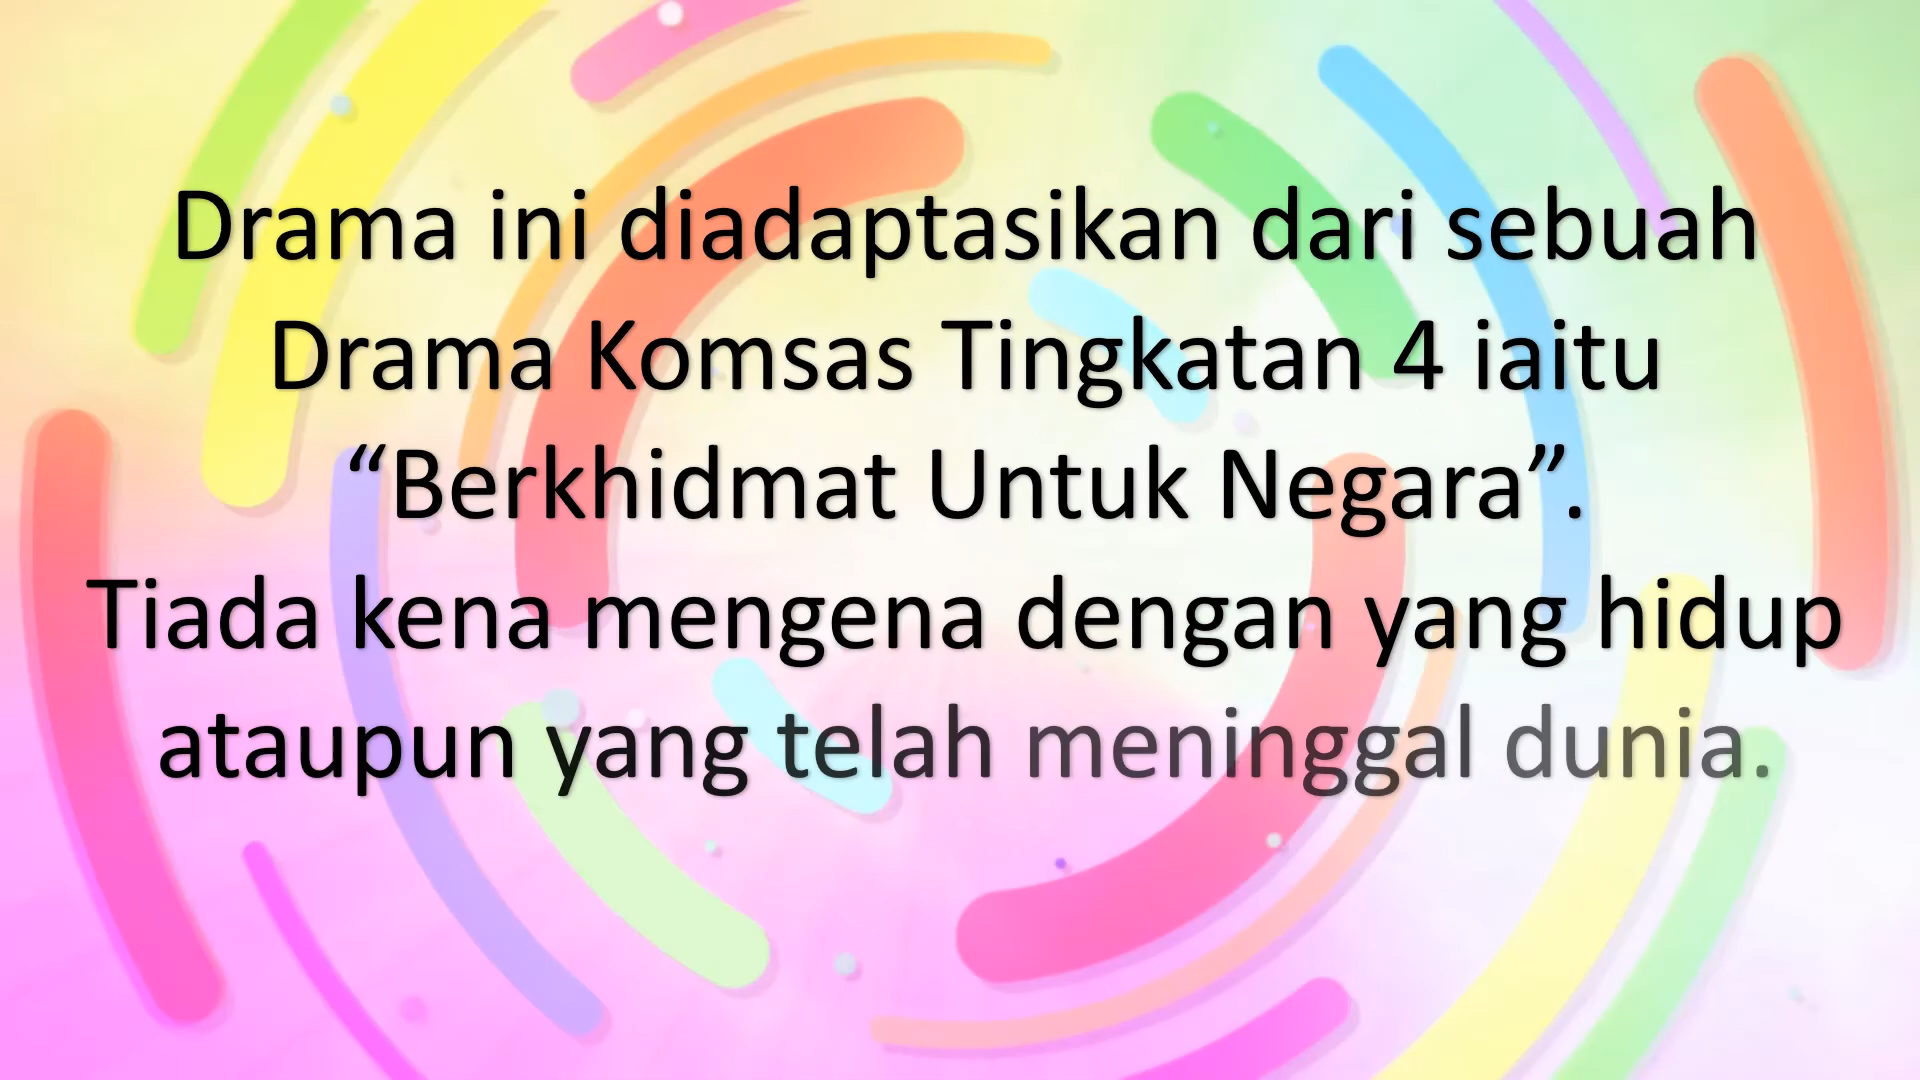 Drama ini diadaptasikan dari sebuah
Drama Komsas Tingkatan 4 iaitu
“Berkhidmat Untuk Negara”.
Tiada kena mengena dengan yang hidup
ataupun yang telah meninggal dunia.